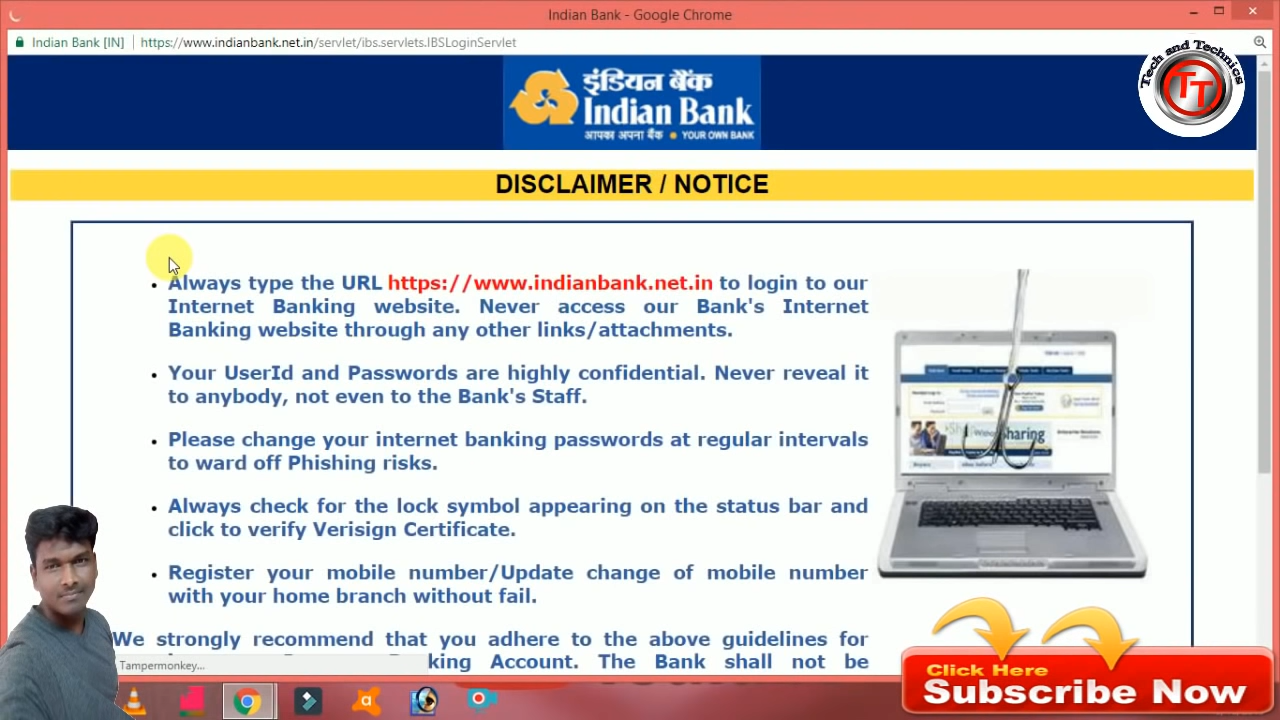 Indian Bank - Google Chrome
Indian Bank [IN] https://www.indianbank.net.in/servlet/ibs.servlets.IBSLoginServlet
Tech and Technics
TT
इंडियन बैंक
Indian Bank
आपका अपना बैंक YOUR OWN BANK
DISCLAIMER / NOTICE
Always type the URL https://www.indianbank.net.in to login to our
Internet Banking website. Never access our Bank's Internet
Banking website through any other links/attachments.
Your UserId and Passwords are highly confidential. Never reveal it
to anybody, not even to the Bank's Staff.
Please change your internet banking passwords at regular intervals
to ward off Phishing risks.
Always check for the lock symbol appearing on the status bar and
click to verify Verisign Certificate.
Register your mobile number/Update change of mobile number
with your home branch without fail.
We strongly recommend that you adhere to the above guidelines for
Account. The Bank shall not be
Tampermonkey...
Sharing
Click Here
Subscribe Now